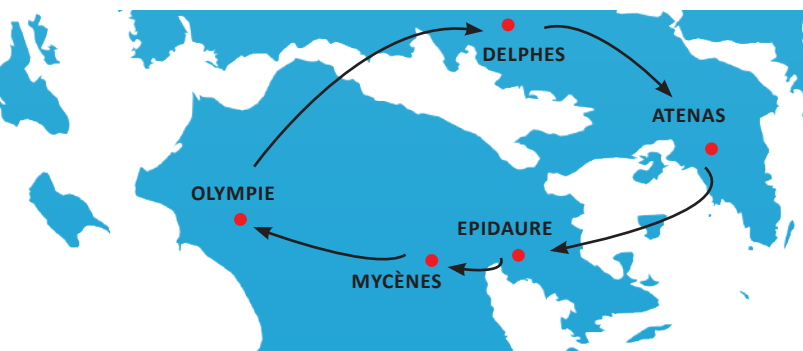 DELPHES
ATENAS
OLYMPIE
EPIDAURE
MYCÈNES